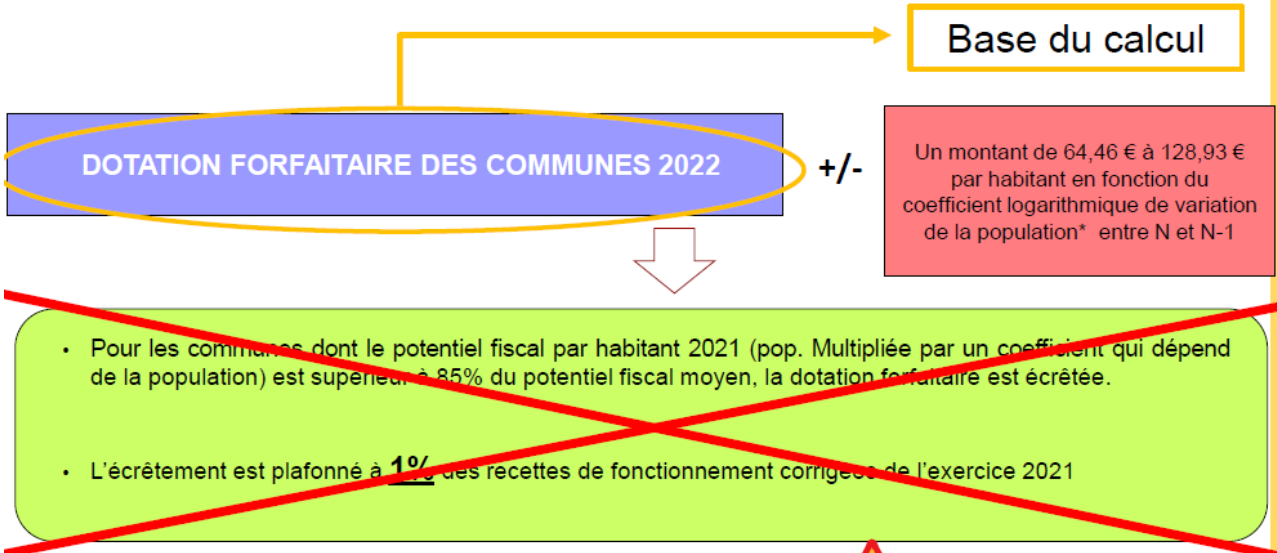 Base du calcul
DOTATION FORFAITAIRE DES COMMUNES 2022
+/-
Un montant de 64,46 € à 128,93 €
par habitant en fonction du
coefficient logarithmique de variation
de la population* entre N et N-1
• Pour les communes dont le potentiel fiscal par habitant 2021 (pop. Multipliée par un coefficient qui dépend
de la population) est supérieur à 85% du potentiel fiscal moyen, la dotation forfaitaire est écrêtée.
• L'écrêtement est plafonné à 1% des recettes de fonctionnement corrigées de l'exercice 2021